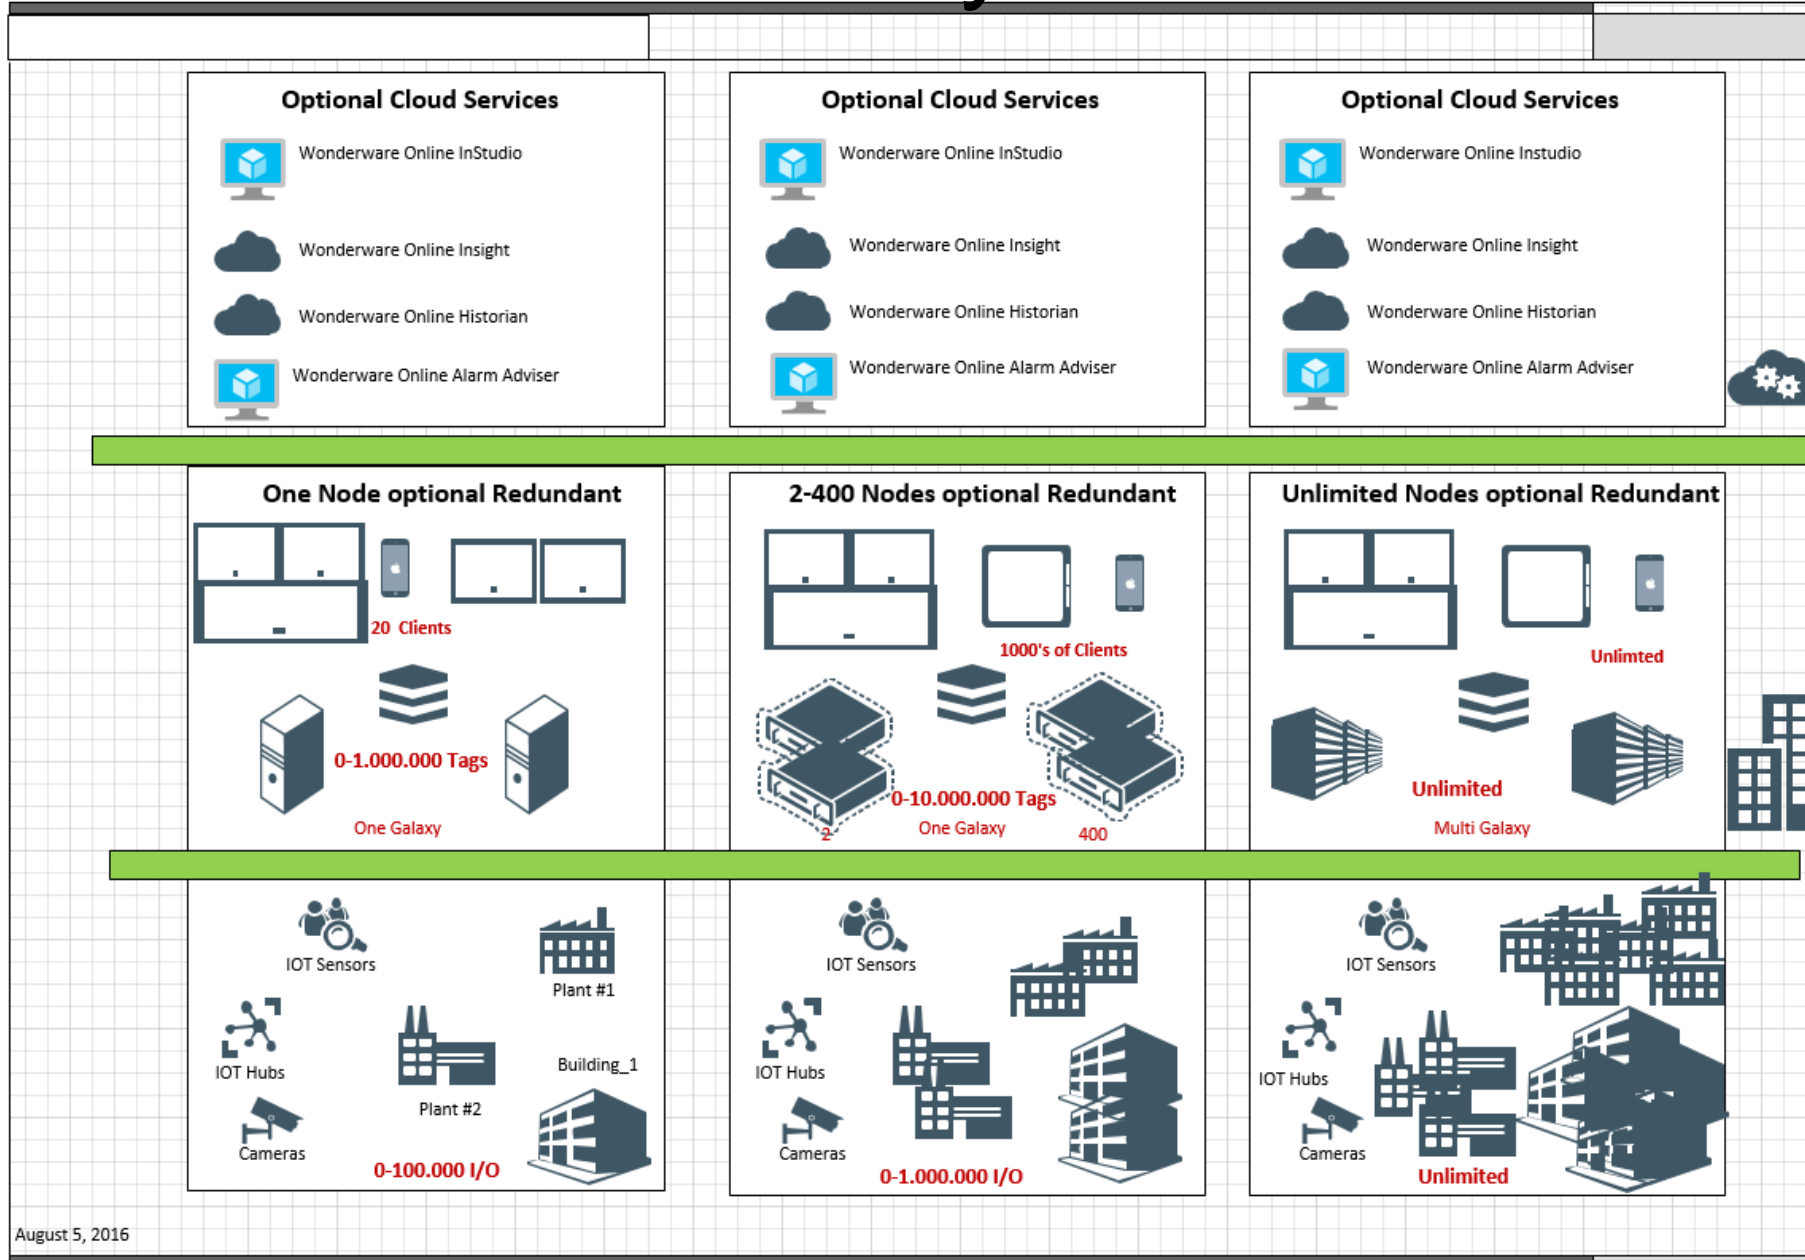 Optional Cloud Services
Wonderware Online InStudio
Wonderware Online Insight
Wonderware Online Historian
Wonderware Online Alarm Adviser
Optional Cloud Services
Wonderware Online InStudio
Wonderware Online Insight
Wonderware Online Historian
Wonderware Online Alarm Adviser
Optional Cloud Services
Wonderware Online Instudio
Wonderware Online Insight
Wonderware Online Historian
Wonderware Online Alarm Adviser
One Node optional Redundant
20 Clients
0-1.000.000 Tags
One Galaxy
2-400 Nodes optional Redundant
1000's of Clients
0-10.000.000 Tags
2
One Galaxy
400
Unlimited Nodes optional Redundant
Unlimted
Unlimited
Multi Galaxy
IOT Sensors
Plant #1
IOT Hubs
Building_1
Plant #2
Cameras
0-100.000 I/O
IOT Sensors
IOT Hubs
Cameras
0-1.000.000 I/O
IOT Sensors
IOT Hubs
Cameras
Unlimited
August 5, 2016